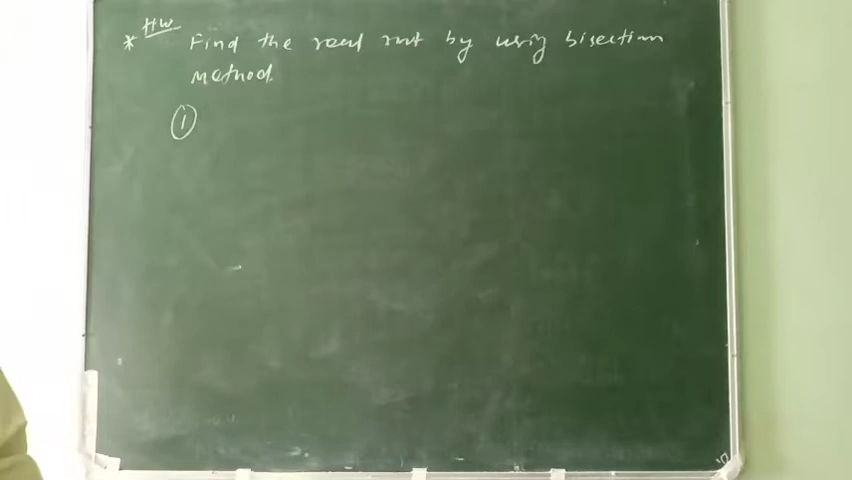 HW
* Find the real root by using bisection
method
①